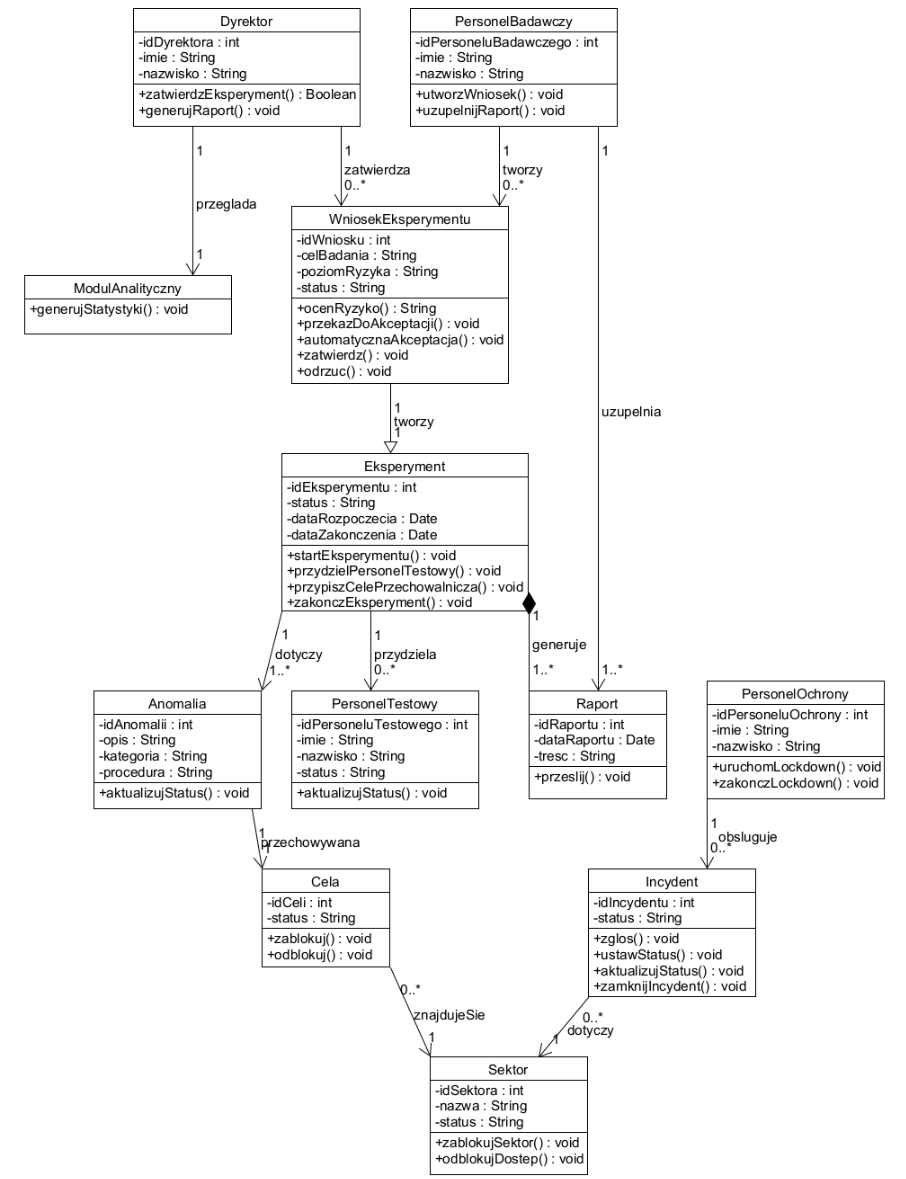 Dyrektor
-idDyrektora : int
-imie : String
-nazwisko : String
+zatwierdzEksperyment() : Boolean
+generujRaport() : void
PersonelBadawczy
-idPersoneluBadawczego : int
-imie : String
-nazwisko : String
+utworzWniosek() : void
+uzupelnijRaport() : void
1
przeglada
1
1
zatwierdza
0..*
1
tworzy
0..*
1
uzupelnia
1..*
ModulAnalityczny
+generujStatystyki() : void
WniosekEksperymentu
-idWniosku : int
-celBadania : String
-poziomRyzyka : String
-status : String
+ocenRyzyko() : String
+przekazDoAkceptacji() : void
+automatycznaAkceptacja() : void
+zatwierdz() : void
+odrzuc() : void
1
tworzy
1
Eksperyment
-idEksperymentu : int
-status : String
-dataRozpoczecia : Date
-dataZakonczenia : Date
+startEksperymentu() : void
+przydzielPersonelTestowy() : void
+przypiszCelePrzechowalnicza() : void
+zakonczEksperyment() : void
1
dotyczy
1..*
1
przydziela
0..*
1
generuje
1..*
Anomalia
-idAnomalii : int
-opis : String
-kategoria : String
-procedura : String
+aktualizujStatus() : void
PersonelTestowy
-idPersoneluTestowego : int
-imie : String
-nazwisko : String
-status : String
+aktualizujStatus() : void
Raport
-idRaportu : int
-dataRaportu : Date
-tresc : String
+przeslij() : void
PersonelOchrony
-idPersoneluOchrony : int
-imie : String
-nazwisko : String
+uruchomLockdown() : void
+zakonczLockdown() : void
1
przechowywana
1
1
obsluguje
0..*
Cela
-idCeli : int
-status : String
+zablokuj() : void
+odblokuj() : void
Incydent
-idIncydentu : int
-status : String
+zglos() : void
+ustawStatus() : void
+aktualizujStatus() : void
+zamknijIncydent() : void
0..*
znajdujeSie
1
0..*
dotyczy
1
Sektor
-idSektora : int
-nazwa : String
-status : String
+zablokujSektor() : void
+odblokujDostep() : void